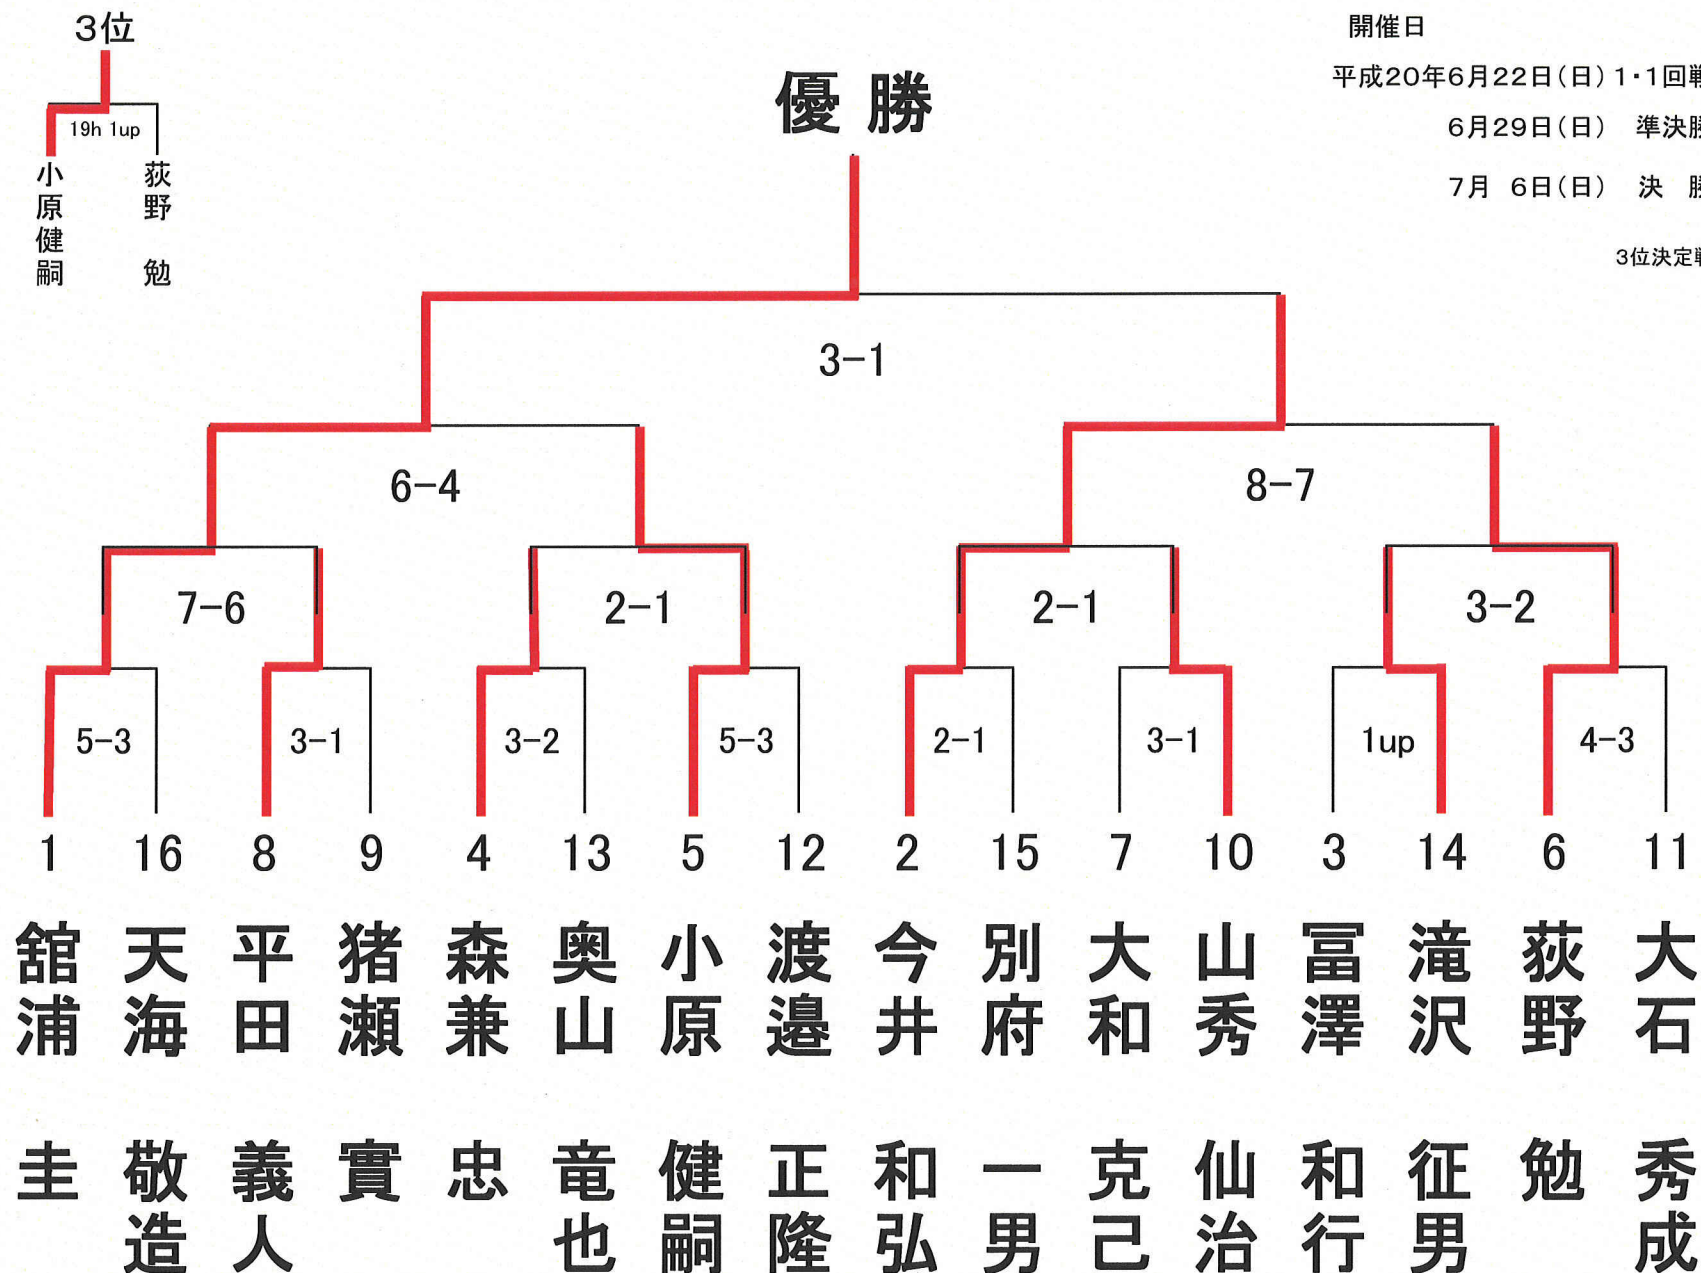 3位
19h 1up
小原健嗣
荻野 勉
優勝
開催日
平成20年6月22日(日) 1・1回戦
6月29日(日) 準決勝
7月 6日(日) 決 勝
3位決定戦
3-1
6-4
8-7
7-6
2-1
2-1
3-2
5-3
3-1
3-2
5-3
2-1
3-1
1up
4-3
1
16
8
9
4
13
5
12
2
15
7
10
3
14
6
11
舘浦 圭
天海 敬造
平田 義人
猪瀬 實
森兼 忠
奥山 竜也
小原 健嗣
渡邉 正隆
今井 和弘
別府 一男
大和 克己
山秀 仙治
冨澤 和行
滝沢 征男
荻野 勉
大石 秀成